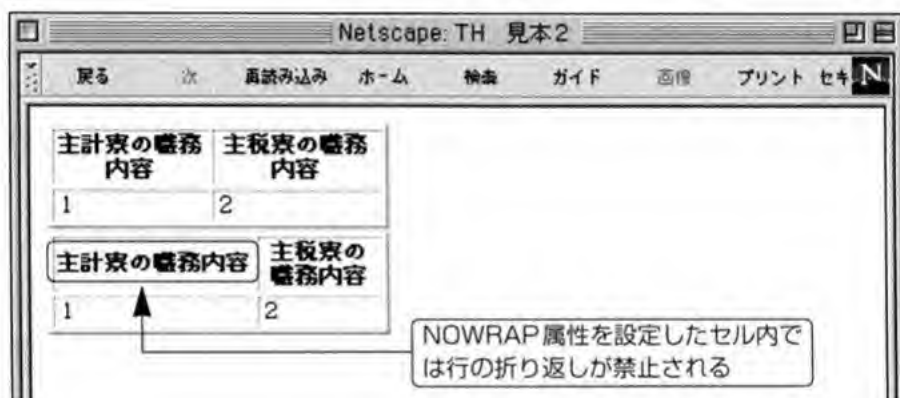 Netscape: TH 見本2
戻る 次 再読み込み ホーム 検索 ガイド 画像 プリント セキ N
主計寮の職務 主税寮の職務
内容 内容
1 2
主計寮の職務内容 主税寮の
職務内容
1 2
NOWRAP属性を設定したセル内で
は行の折り返しが禁止される